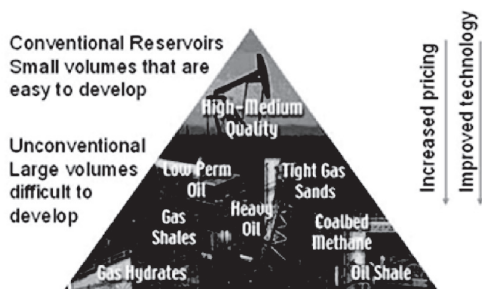 Conventional Reservoirs
Small volumes that are
easy to develop
High-Medium
Quality
Unconventional
Large volumes
difficult to
develop
Low Perm
Oil
Tight Gas
Sands
Gas
Shales
Heavy
Oil
Coalbed
Methane
Gas Hydrates
Oil Shale
Increased pricing
Improved technology